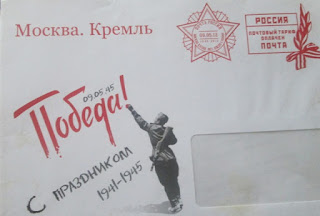 Москва. Кремль
РОССИЯ
ПОЧТОВЫЙ ТАРИФ
ОПЛАЧЕН
ПОЧТА
Победа!
09.05.45
С ПРАЗДНИКОМ
1941-1945